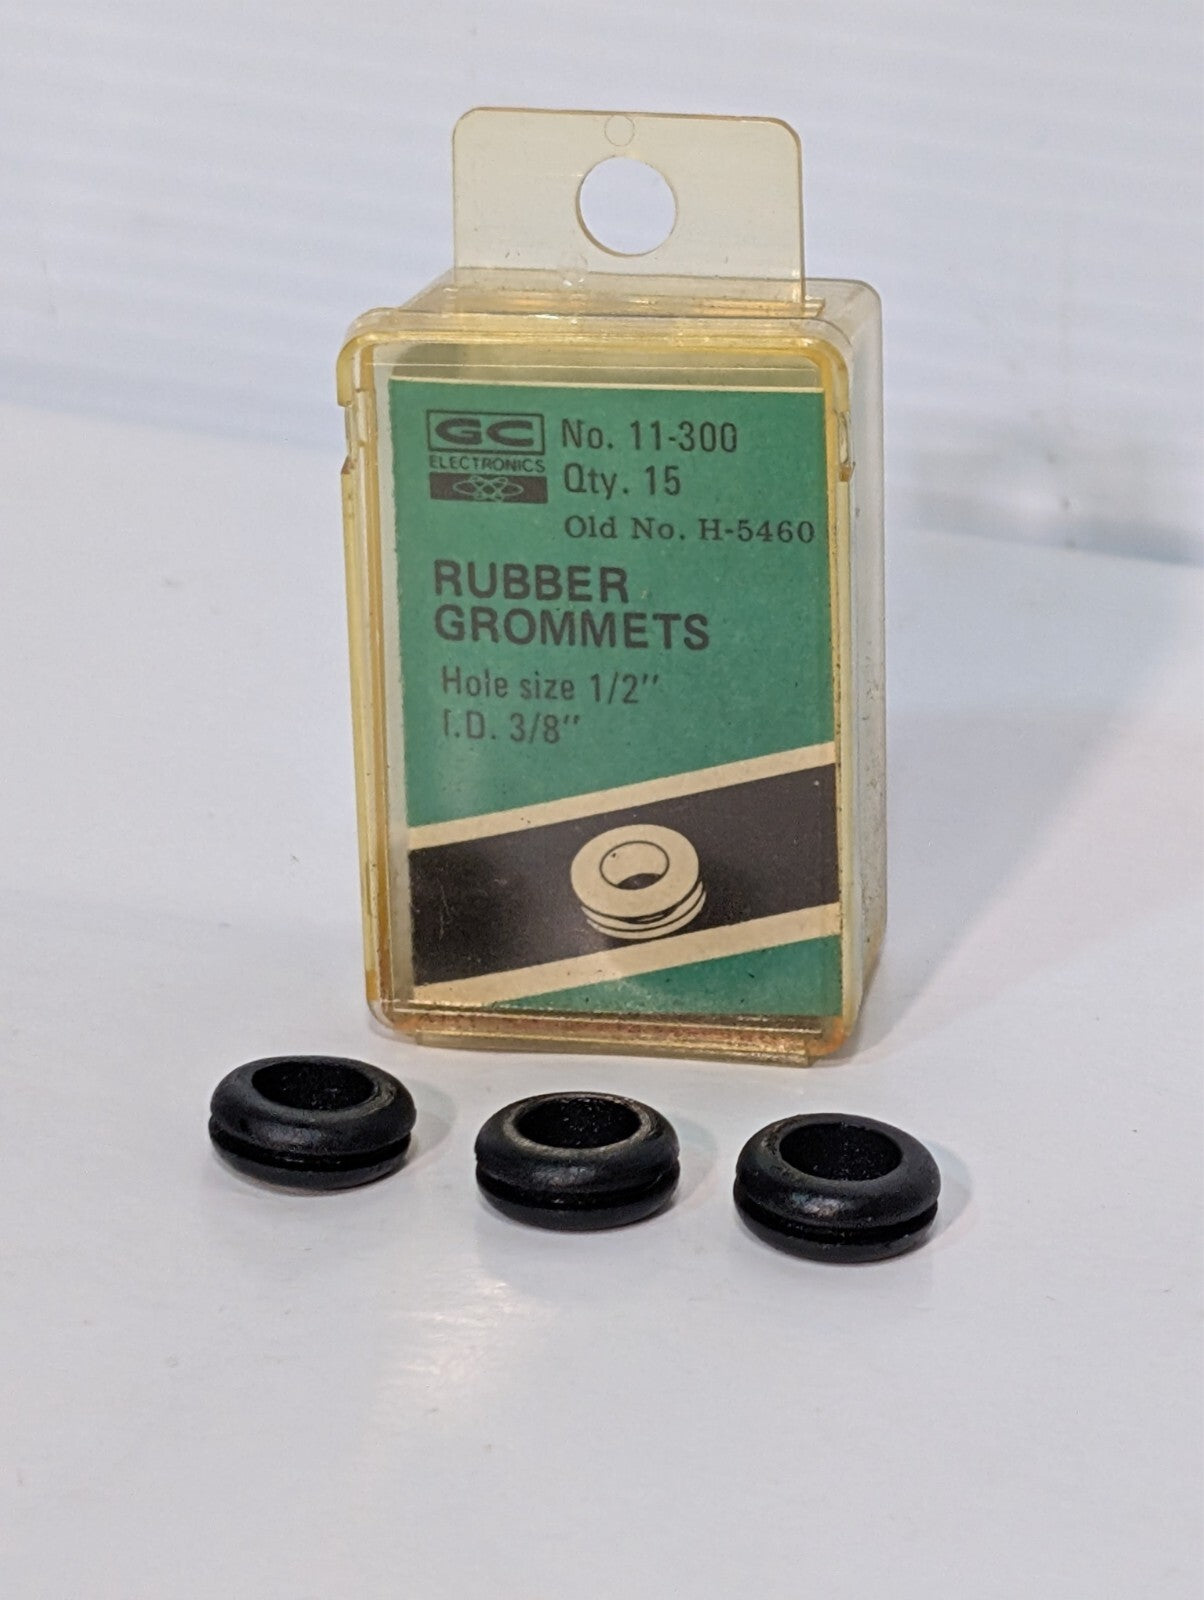 GC
ELECTRONICS
No. 11-300
Qty. 15
Old No. H-5460
RUBBER
GROMMETS
Hole size 1/2"
I.D. 3/8"